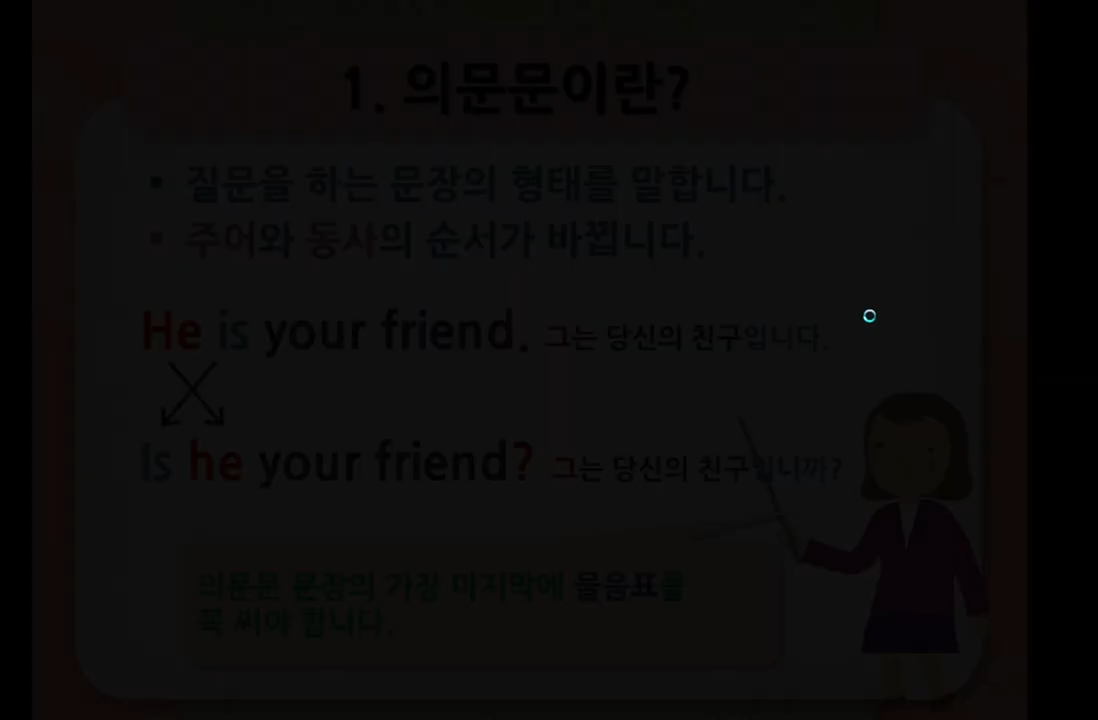 1. 의문문이란?
▪ 질문을 하는 문장의 형태를 말합니다.
▪ 주어와 동사의 순서가 바뀝니다.
He is your friend. 그는 당신의 친구입니다.
Is he your friend? 그는 당신의 친구입니까?
의문문 문장의 가장 마지막에 물음표를
꼭 써야 합니다.